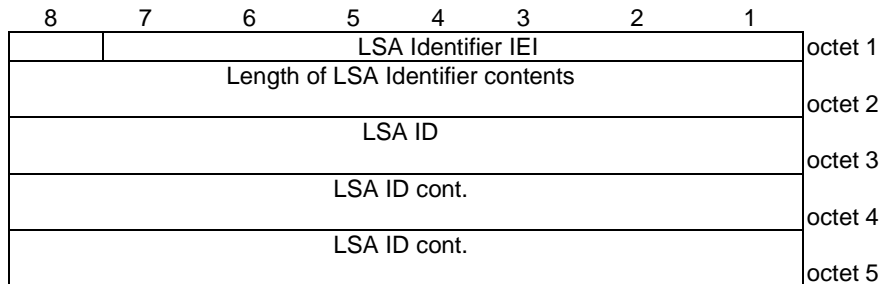 8 7 6 5 4 3 2 1
LSA Identifier IEI octet 1
Length of LSA Identifier contents
octet 2
LSA ID
octet 3
LSA ID cont.
octet 4
LSA ID cont.
octet 5